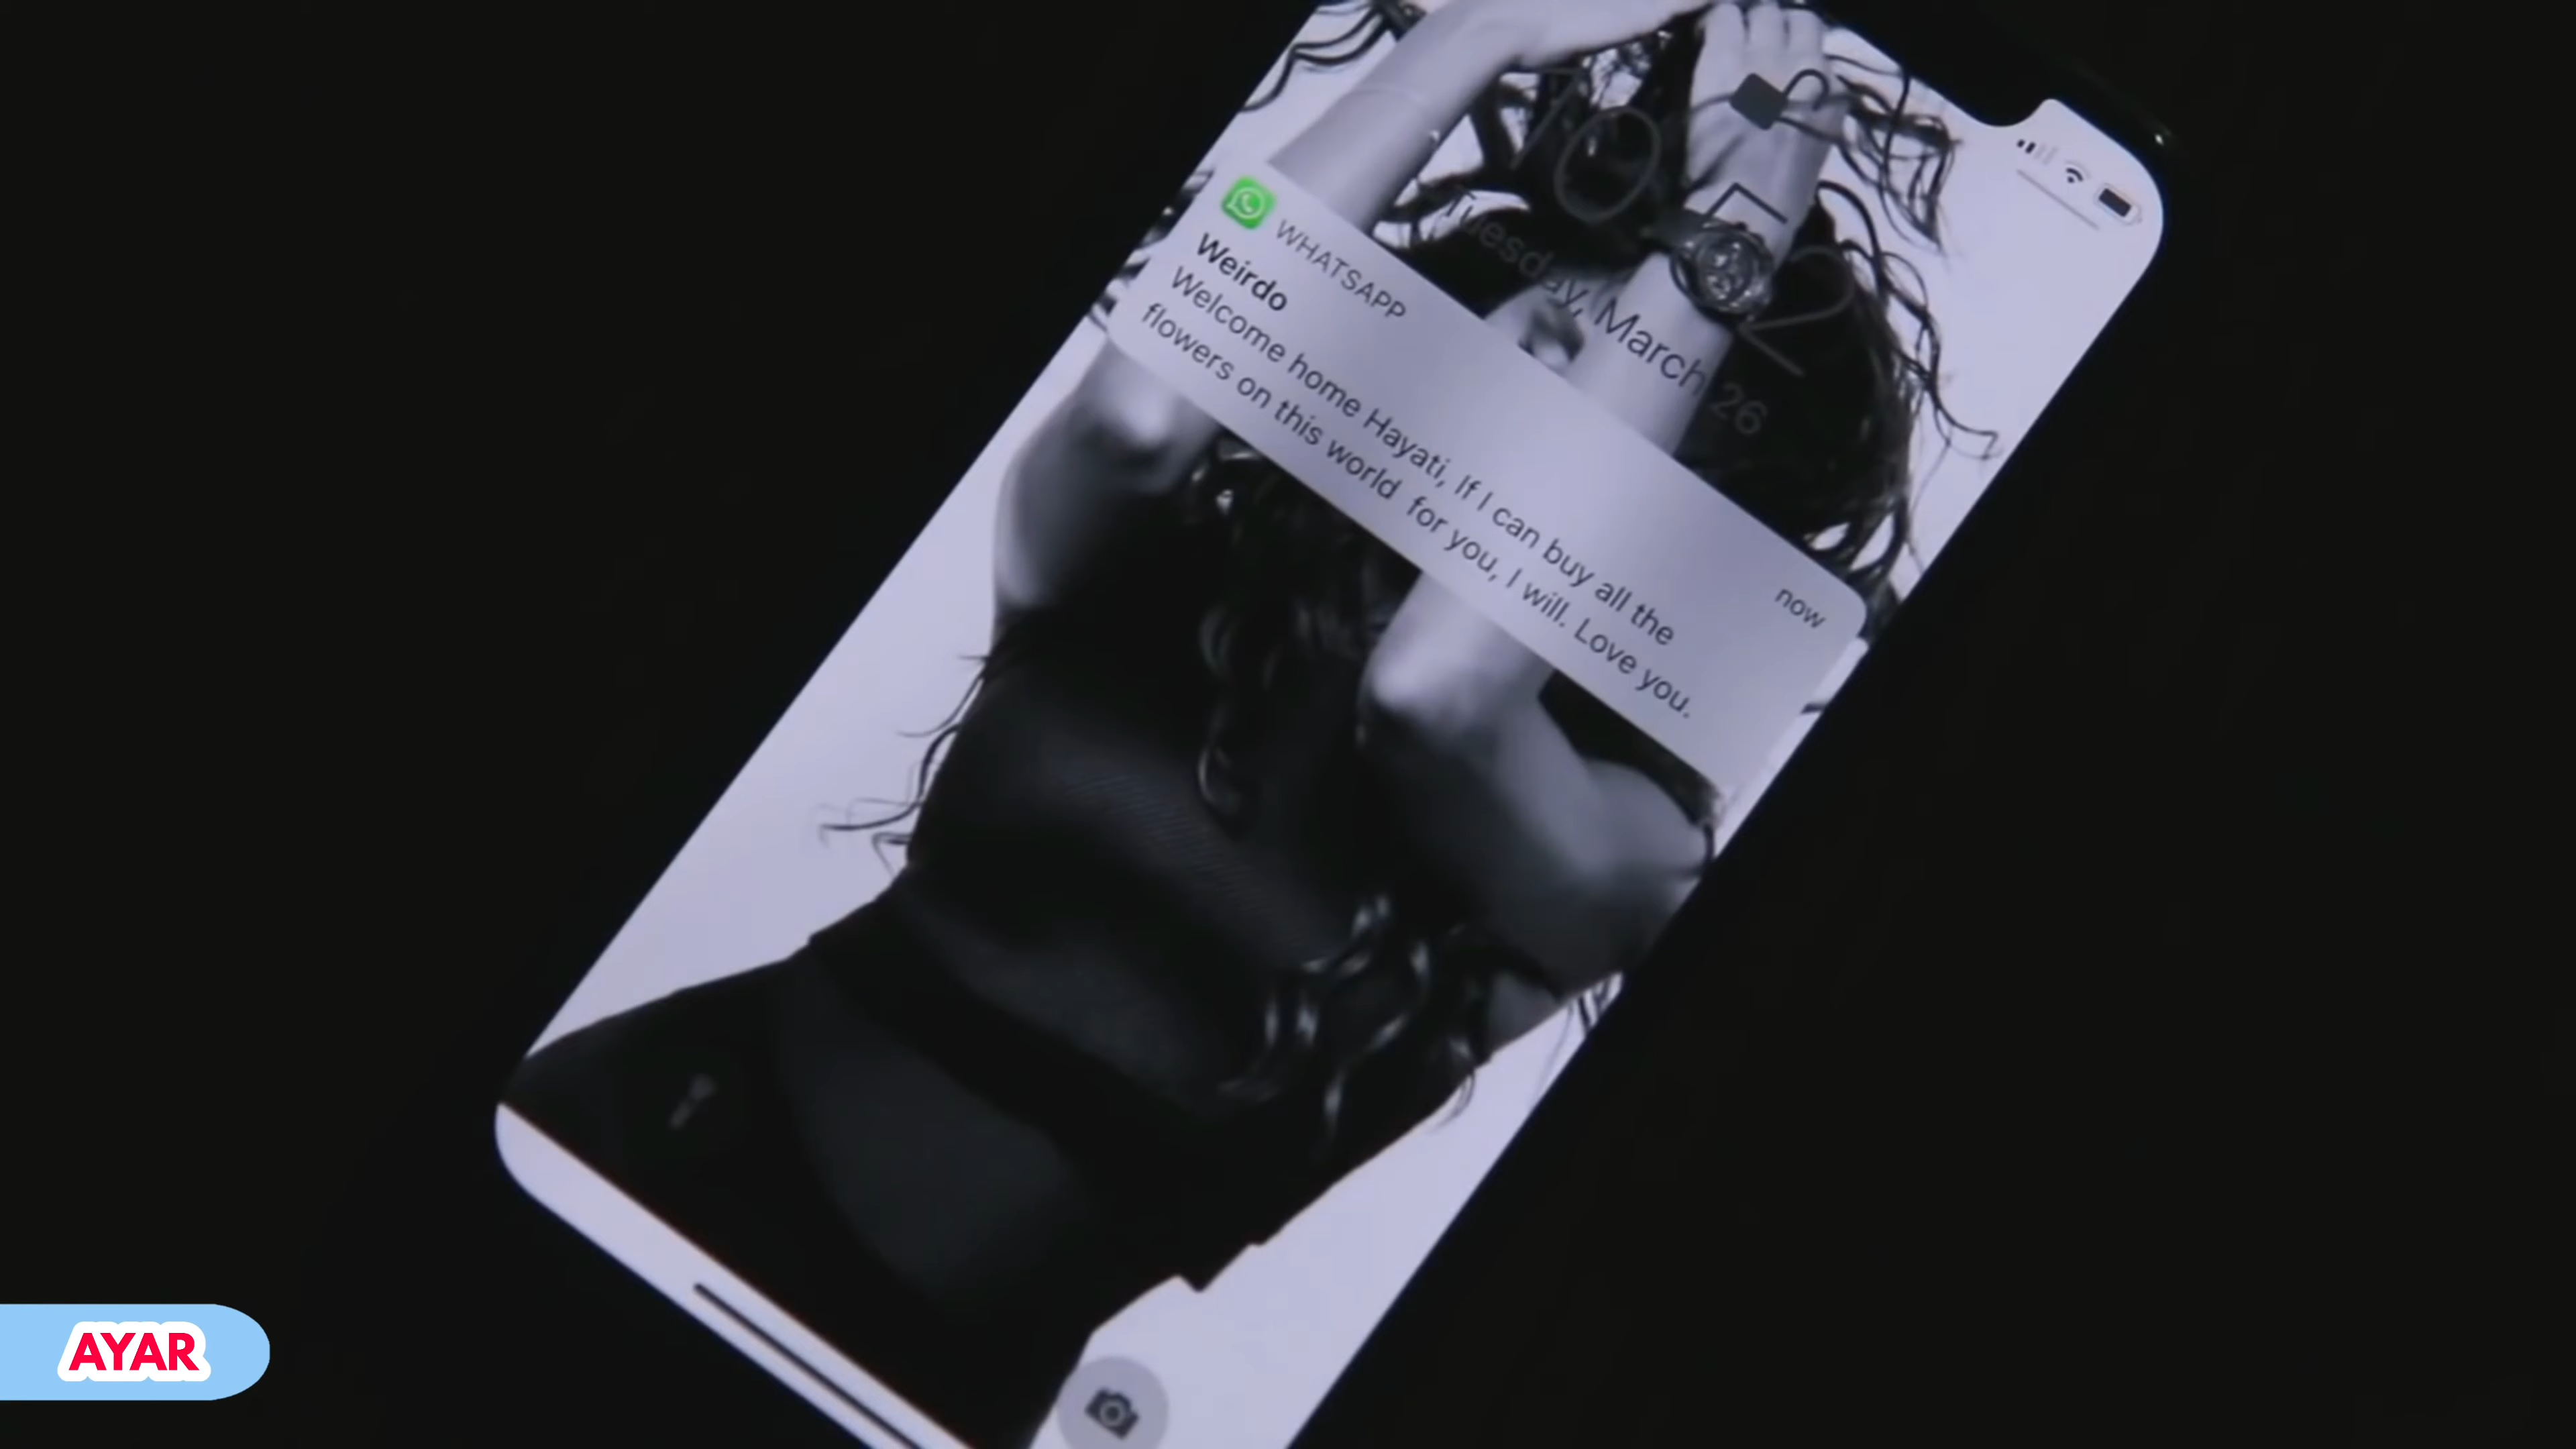 WHATSAPP
now
Weirdo
Welcome home Hayati, If I can buy all the
flowers on this world for you, I will. Love you.
Tuesday, March 26
AYAR